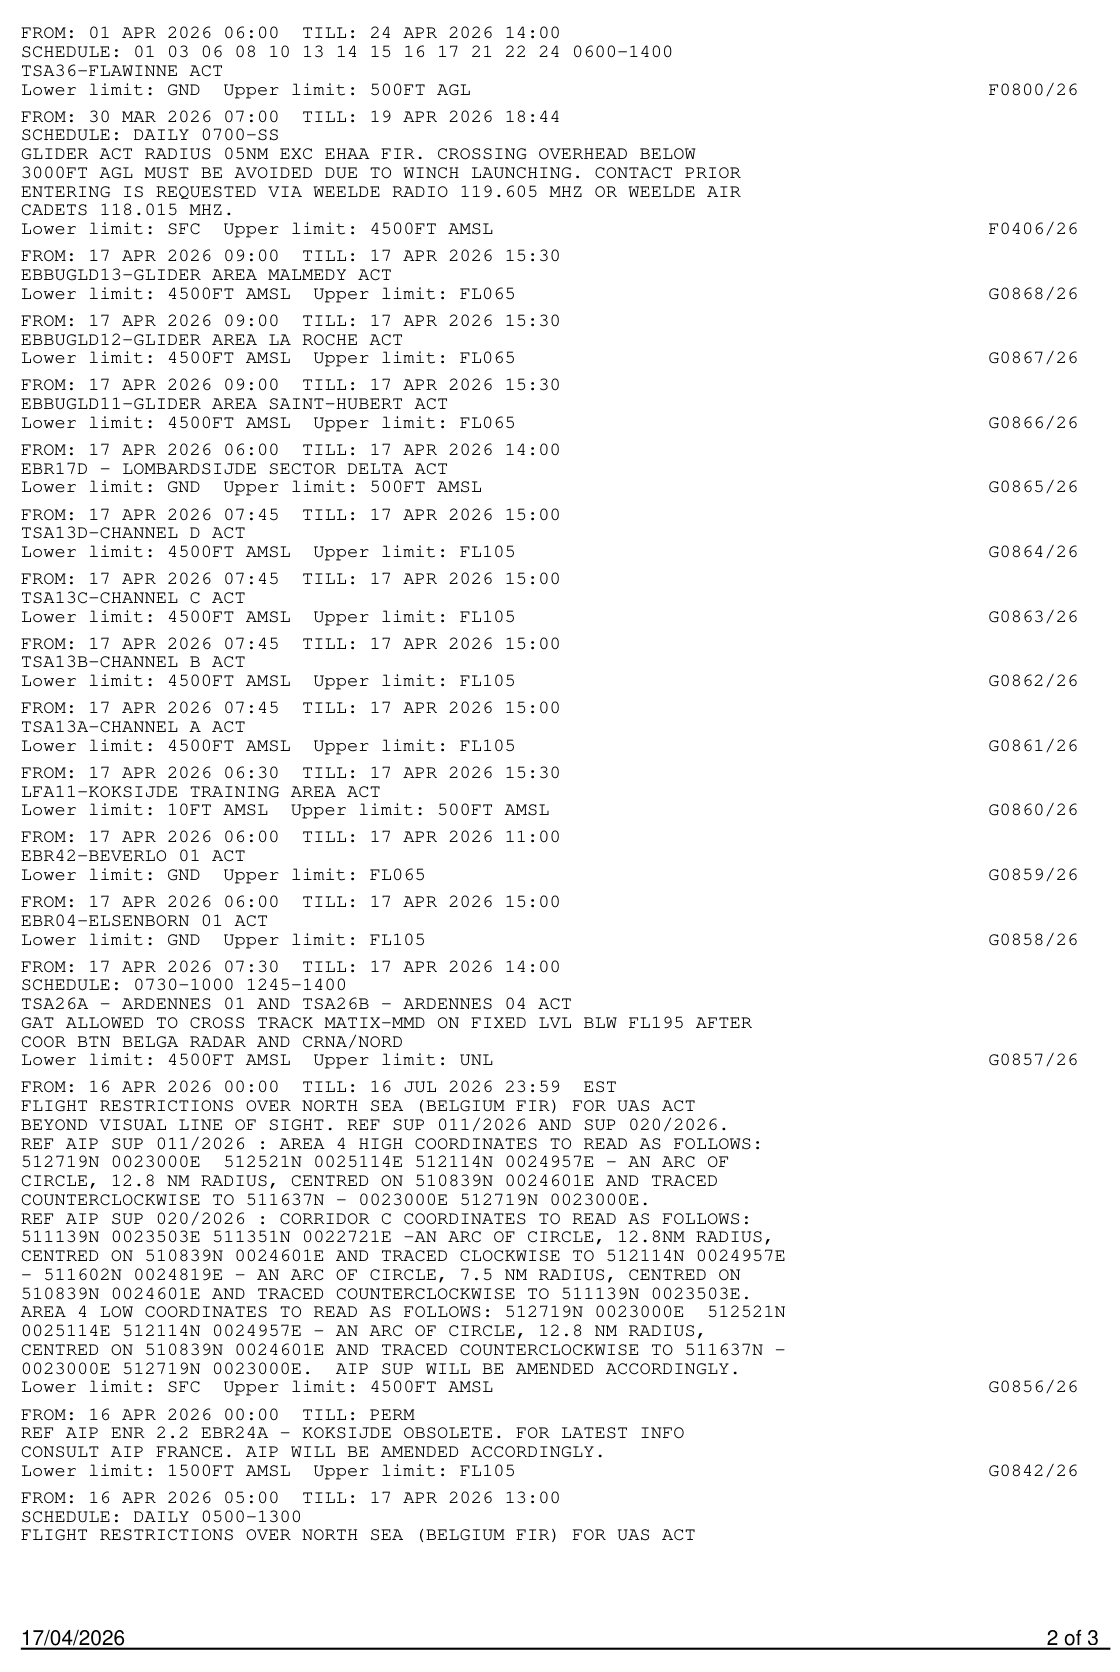 FROM: 01 APR 2026 06:00  TILL: 24 APR 2026 14:00
SCHEDULE: 01 03 06 08 10 13 14 15 16 17 21 22 24 0600-1400
TSA36-FLAWINNE ACT
Lower limit: GND  Upper limit: 500FT AGL F0800/26
FROM: 30 MAR 2026 07:00  TILL: 19 APR 2026 18:44
SCHEDULE: DAILY 0700-SS
GLIDER ACT RADIUS 05NM EXC EHAA FIR. CROSSING OVERHEAD BELOW
3000FT AGL MUST BE AVOIDED DUE TO WINCH LAUNCHING. CONTACT PRIOR
ENTERING IS REQUESTED VIA WEELDE RADIO 119.605 MHZ OR WEELDE AIR
CADETS 118.015 MHZ.
Lower limit: SFC  Upper limit: 4500FT AMSL F0406/26
FROM: 17 APR 2026 09:00  TILL: 17 APR 2026 15:30
EBBUGLD13-GLIDER AREA MALMEDY ACT
Lower limit: 4500FT AMSL  Upper limit: FL065 G0868/26
FROM: 17 APR 2026 09:00  TILL: 17 APR 2026 15:30
EBBUGLD12-GLIDER AREA LA ROCHE ACT
Lower limit: 4500FT AMSL  Upper limit: FL065 G0867/26
FROM: 17 APR 2026 09:00  TILL: 17 APR 2026 15:30
EBBUGLD11-GLIDER AREA SAINT-HUBERT ACT
Lower limit: 4500FT AMSL  Upper limit: FL065 G0866/26
FROM: 17 APR 2026 06:00  TILL: 17 APR 2026 14:00
EBR17D - LOMBARDSIJDE SECTOR DELTA ACT
Lower limit: GND  Upper limit: 500FT AMSL G0865/26
FROM: 17 APR 2026 07:45  TILL: 17 APR 2026 15:00
TSA13D-CHANNEL D ACT
Lower limit: 4500FT AMSL  Upper limit: FL105 G0864/26
FROM: 17 APR 2026 07:45  TILL: 17 APR 2026 15:00
TSA13C-CHANNEL C ACT
Lower limit: 4500FT AMSL  Upper limit: FL105 G0863/26
FROM: 17 APR 2026 07:45  TILL: 17 APR 2026 15:00
TSA13B-CHANNEL B ACT
Lower limit: 4500FT AMSL  Upper limit: FL105 G0862/26
FROM: 17 APR 2026 07:45  TILL: 17 APR 2026 15:00
TSA13A-CHANNEL A ACT
Lower limit: 4500FT AMSL  Upper limit: FL105 G0861/26
FROM: 17 APR 2026 06:30  TILL: 17 APR 2026 15:30
LFA11-KOKSIJDE TRAINING AREA ACT
Lower limit: 10FT AMSL  Upper limit: 500FT AMSL G0860/26
FROM: 17 APR 2026 06:00  TILL: 17 APR 2026 11:00
EBR42-BEVERLO 01 ACT
Lower limit: GND  Upper limit: FL065 G0859/26
FROM: 17 APR 2026 06:00  TILL: 17 APR 2026 15:00
EBR04-ELSENBORN 01 ACT
Lower limit: GND  Upper limit: FL105 G0858/26
FROM: 17 APR 2026 07:30  TILL: 17 APR 2026 14:00
SCHEDULE: 0730-1000 1245-1400
TSA26A - ARDENNES 01 AND TSA26B - ARDENNES 04 ACT
GAT ALLOWED TO CROSS TRACK MATIX-MMD ON FIXED LVL BLW FL195 AFTER
COOR BTN BELGA RADAR AND CRNA/NORD
Lower limit: 4500FT AMSL  Upper limit: UNL G0857/26
FROM: 16 APR 2026 00:00  TILL: 16 JUL 2026 23:59  EST
FLIGHT RESTRICTIONS OVER NORTH SEA (BELGIUM FIR) FOR UAS ACT
BEYOND VISUAL LINE OF SIGHT. REF SUP 011/2026 AND SUP 020/2026.
REF AIP SUP 011/2026 : AREA 4 HIGH COORDINATES TO READ AS FOLLOWS:
512719N 0023000E  512521N 0025114E 512114N 0024957E - AN ARC OF
CIRCLE, 12.8 NM RADIUS, CENTRED ON 510839N 0024601E AND TRACED
COUNTERCLOCKWISE TO 511637N - 0023000E 512719N 0023000E.
REF AIP SUP 020/2026 : CORRIDOR C COORDINATES TO READ AS FOLLOWS:
511139N 0023503E 511351N 0022721E -AN ARC OF CIRCLE, 12.8NM RADIUS,
CENTRED ON 510839N 0024601E AND TRACED CLOCKWISE TO 512114N 0024957E
- 511602N 0024819E - AN ARC OF CIRCLE, 7.5 NM RADIUS, CENTRED ON
510839N 0024601E AND TRACED COUNTERCLOCKWISE TO 511139N 0023503E.
AREA 4 LOW COORDINATES TO READ AS FOLLOWS: 512719N 0023000E  512521N
0025114E 512114N 0024957E - AN ARC OF CIRCLE, 12.8 NM RADIUS,
CENTRED ON 510839N 0024601E AND TRACED COUNTERCLOCKWISE TO 511637N -
0023000E 512719N 0023000E.  AIP SUP WILL BE AMENDED ACCORDINGLY.
Lower limit: SFC  Upper limit: 4500FT AMSL G0856/26
FROM: 16 APR 2026 00:00  TILL: PERM
REF AIP ENR 2.2 EBR24A - KOKSIJDE OBSOLETE. FOR LATEST INFO
CONSULT AIP FRANCE. AIP WILL BE AMENDED ACCORDINGLY.
Lower limit: 1500FT AMSL  Upper limit: FL105 G0842/26
FROM: 16 APR 2026 05:00  TILL: 17 APR 2026 13:00
SCHEDULE: DAILY 0500-1300
FLIGHT RESTRICTIONS OVER NORTH SEA (BELGIUM FIR) FOR UAS ACT
17/04/2026 2 of 3